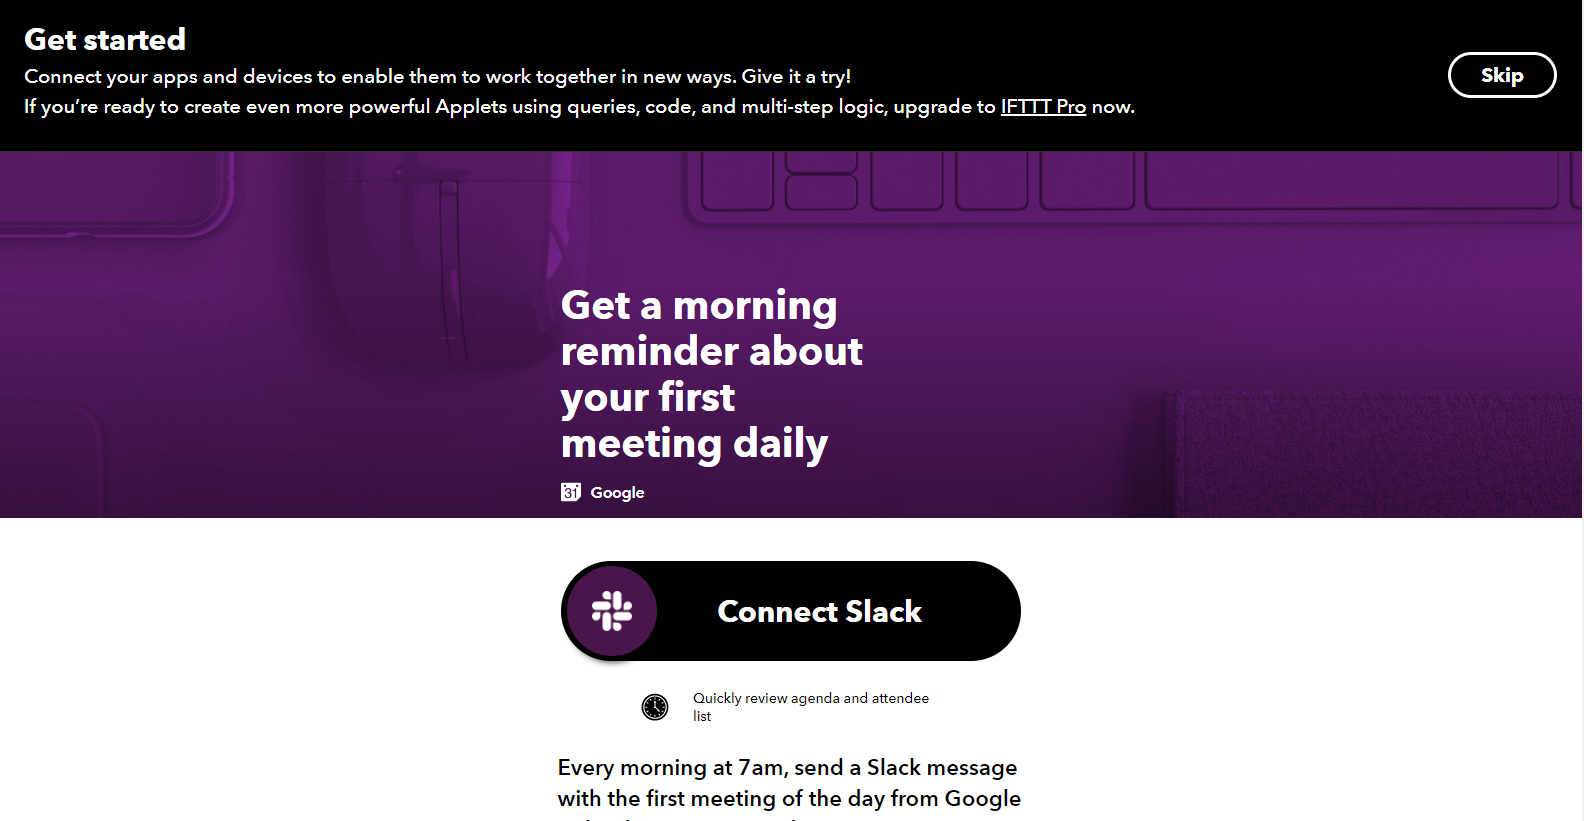 Get started
Connect your apps and devices to enable them to work together in new ways. Give it a try!
If you’re ready to create even more powerful Applets using queries, code, and multi-step logic, upgrade to IFTTT Pro now.
Skip
Get a morning
reminder about
your first
meeting daily
31 Google
Connect Slack
Quickly review agenda and attendee
list
Every morning at 7am, send a Slack message
with the first meeting of the day from Google